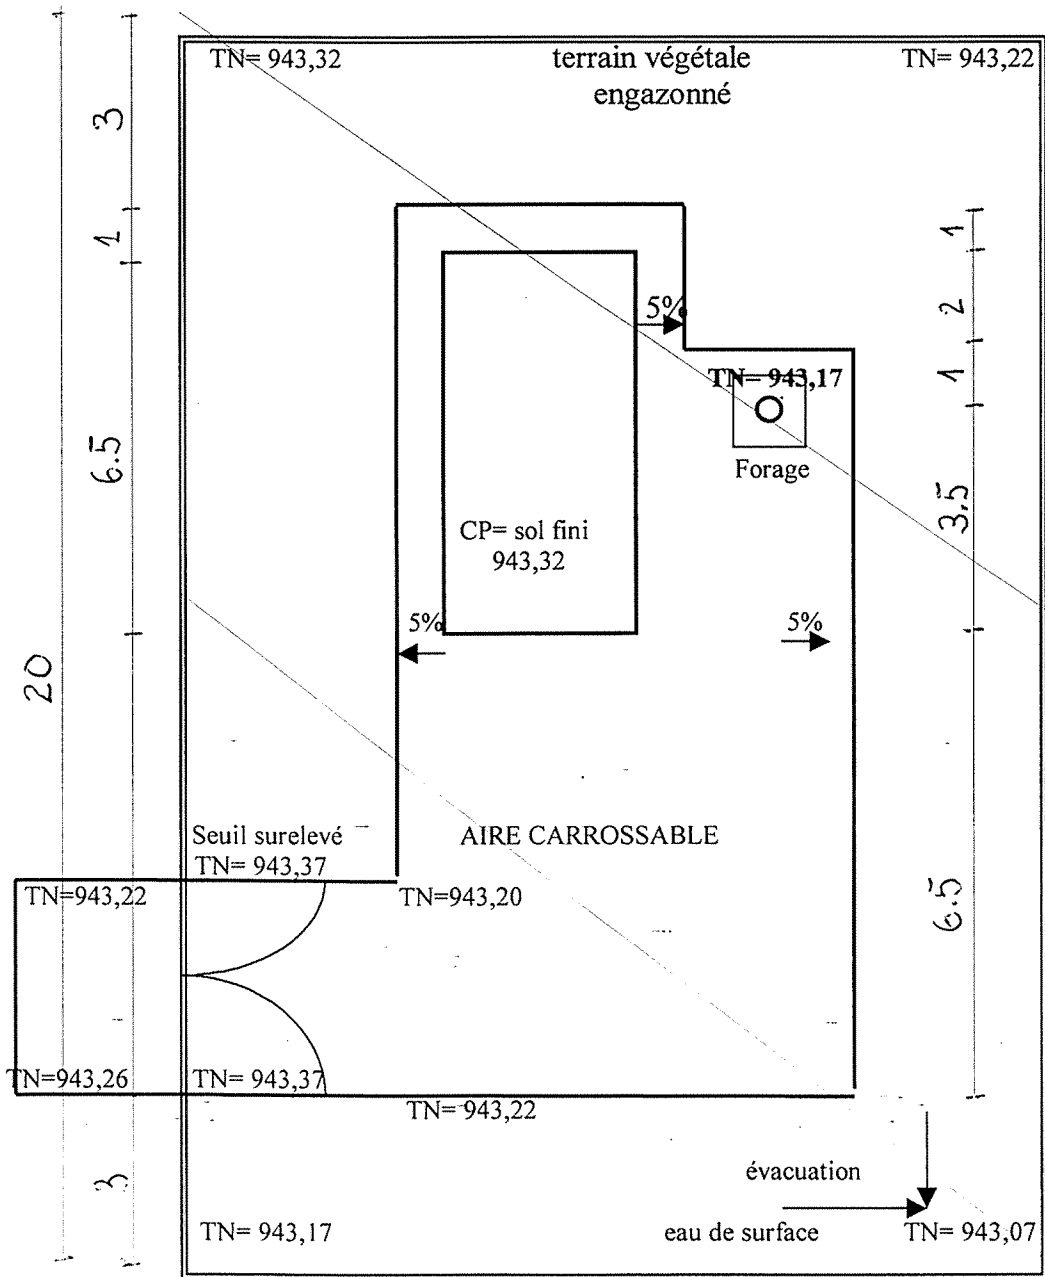 TN= 943,32
terrain végétale
engazonné
TN= 943,22
3
1
6.5
20
3
1
2
1
3.5
6.5
5%
TN= 943,17
Forage
CP= sol fini
943,32
5%
5%
Seuil surelevé
TN= 943,37
AIRE CARROSSABLE
TN=943,22
TN=943,20
TN=943,26
TN= 943,37
TN=943,22
évacuation
eau de surface
TN= 943,17
TN= 943,07